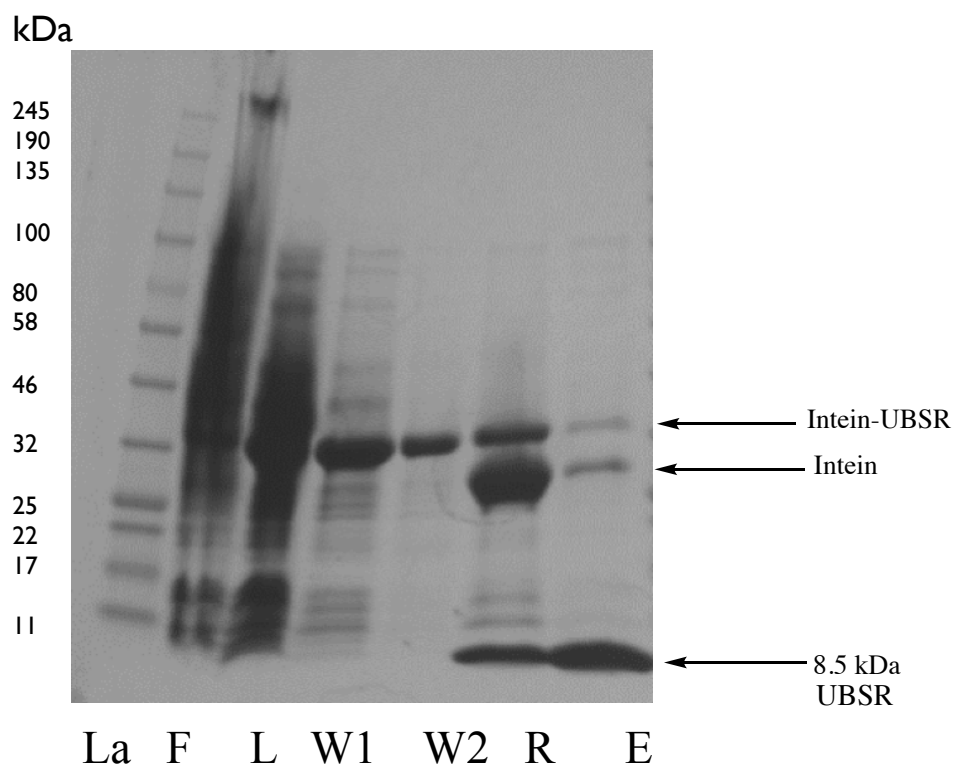 kDa
245
190
135
100
80
58
46
32
25
22
17
11
Intein-UBSR
Intein
8.5 kDa
UBSR
La F L W1 W2 R E